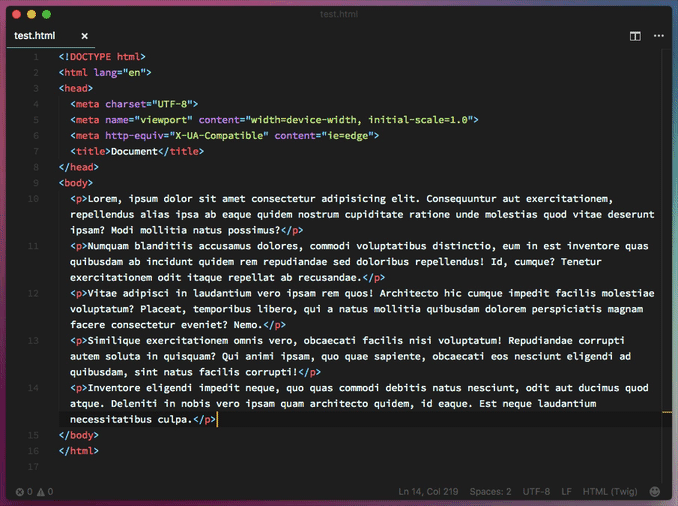 test.html
test.html ×
1 <!DOCTYPE html>
2 <html lang="en">
3 <head>
4 <meta charset="UTF-8">
5 <meta name="viewport" content="width=device-width, initial-scale=1.0">
6 <meta http-equiv="X-UA-Compatible" content="ie=edge">
7 <title>Document</title>
8 </head>
9 <body>
10 <p>Lorem, ipsum dolor sit amet consectetur adipisicing elit. Consequuntur aut exercitationem,
repellendus alias ipsa ab eaque quidem nostrum cupiditate ratione unde molestias quod vitae deserunt
ipsam? Modi mollitia natus possimus?</p>
11 <p>Numquam blanditiis accusamus dolores, commodi voluptatibus distinctio, eum in est inventore quas
quibusdam ab incidunt quidem rem repudiandae sed doloribus repellendus! Id, cumque? Tenetur
exercitationem odit itaque repellat ab recusandae.</p>
12 <p>Vitae adipisci in laudantium vero ipsam rem quos! Architecto hic cumque impedit facilis molestiae
voluptatum? Placeat, temporibus libero, qui a natus mollitia quibusdam dolorem perspiciatis magnam
facere consectetur eveniet? Nemo.</p>
13 <p>Similique exercitationem omnis vero, obcaecati facilis nisi voluptatum! Repudiandae corrupti
autem soluta in quisquam? Qui animi ipsam, quo quae sapiente, obcaecati eos nesciunt eligendi ad
quibusdam, sint natus facilis corrupti!</p>
14 <p>Inventore eligendi impedit neque, quo quas commodi debitis natus nesciunt, odit aut ducimus quod
atque. Deleniti in nobis vero ipsam quam architecto quidem, id eaque. Est neque laudantium
necessitatibus culpa.</p>
15 </body>
16 </html>
17
0 0 Ln 14, Col 219 Spaces: 2 UTF-8 LF HTML (Twig)